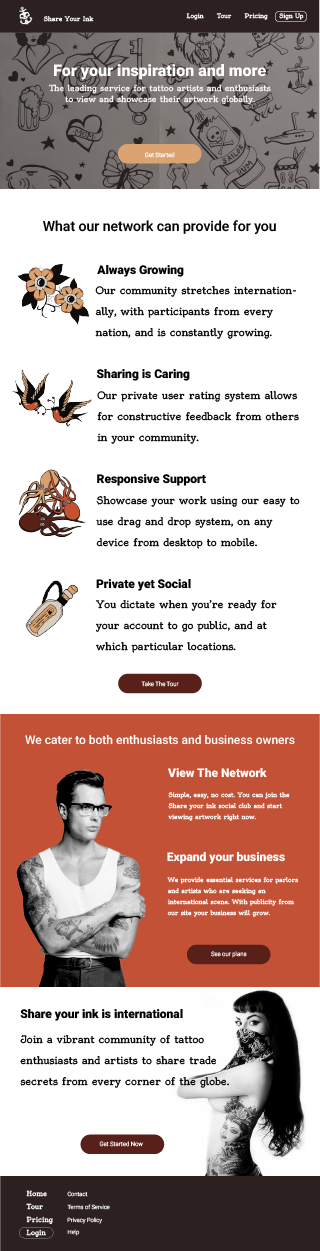 Share Your Ink
Login Tour Pricing Sign Up
For your inspiration and more
The leading service for tattoo artists and enthusiasts
to view and showcase their artwork globally.
MOM
SAILOR
RUM
Get Started
What our network can provide for you
Always Growing
Our community stretches internation-
ally, with participants from every
nation, and is constantly growing.
Sharing is Caring
Our private user rating system allows
for constructive feedback from others
in your community.
Responsive Support
Showcase your work using our easy to
use drag and drop system, on any
device from desktop to mobile.
Private yet Social
You dictate when you're ready for
your account to go public, and at
which particular locations.
Take The Tour
We cater to both enthusiasts and business owners
View The Network
Simple, easy, no cost. You can join the
Share your ink social club and start
viewing artwork right now.
Expand your business
We provide essential services for parlors
and artists who are seeking an
international scene. With publicity from
our site your business will grow.
See our plans
Share your ink is international
Join a vibrant community of tattoo
enthusiasts and artists to share trade
secrets from every corner of the globe.
Get Started Now
Home Contact
Tour Terms of Service
Pricing Privacy Policy
Login Help